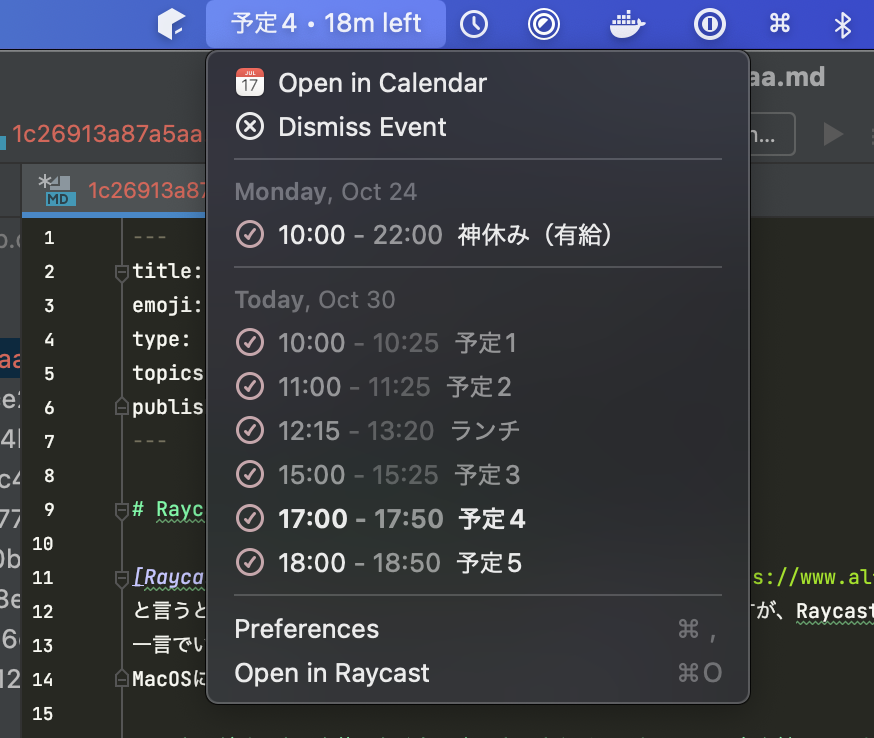 予定4 • 18m left
JUL
17
Open in Calendar
aa.md
Dismiss Event
1c26913a87a5aa
n...
MD
1c26913a87
Monday, Oct 24
10:00 - 22:00 神休み（有給）
Today, Oct 30
10:00 - 10:25 予定1
11:00 - 11:25 予定2
12:15 - 13:20 ランチ
15:00 - 15:25 予定3
17:00 - 17:50 予定4
18:00 - 18:50 予定5
Preferences ⌘ ,
Open in Raycast ⌘ O
1 ---
2 title:
3 emoji:
4 type:
5 topics
6 publis
7 ---
8
9 # Rayc
10
11 [Rayca s://www.al
12 と言うと すが、Raycast
13 一言でい
14 MacOSに
15